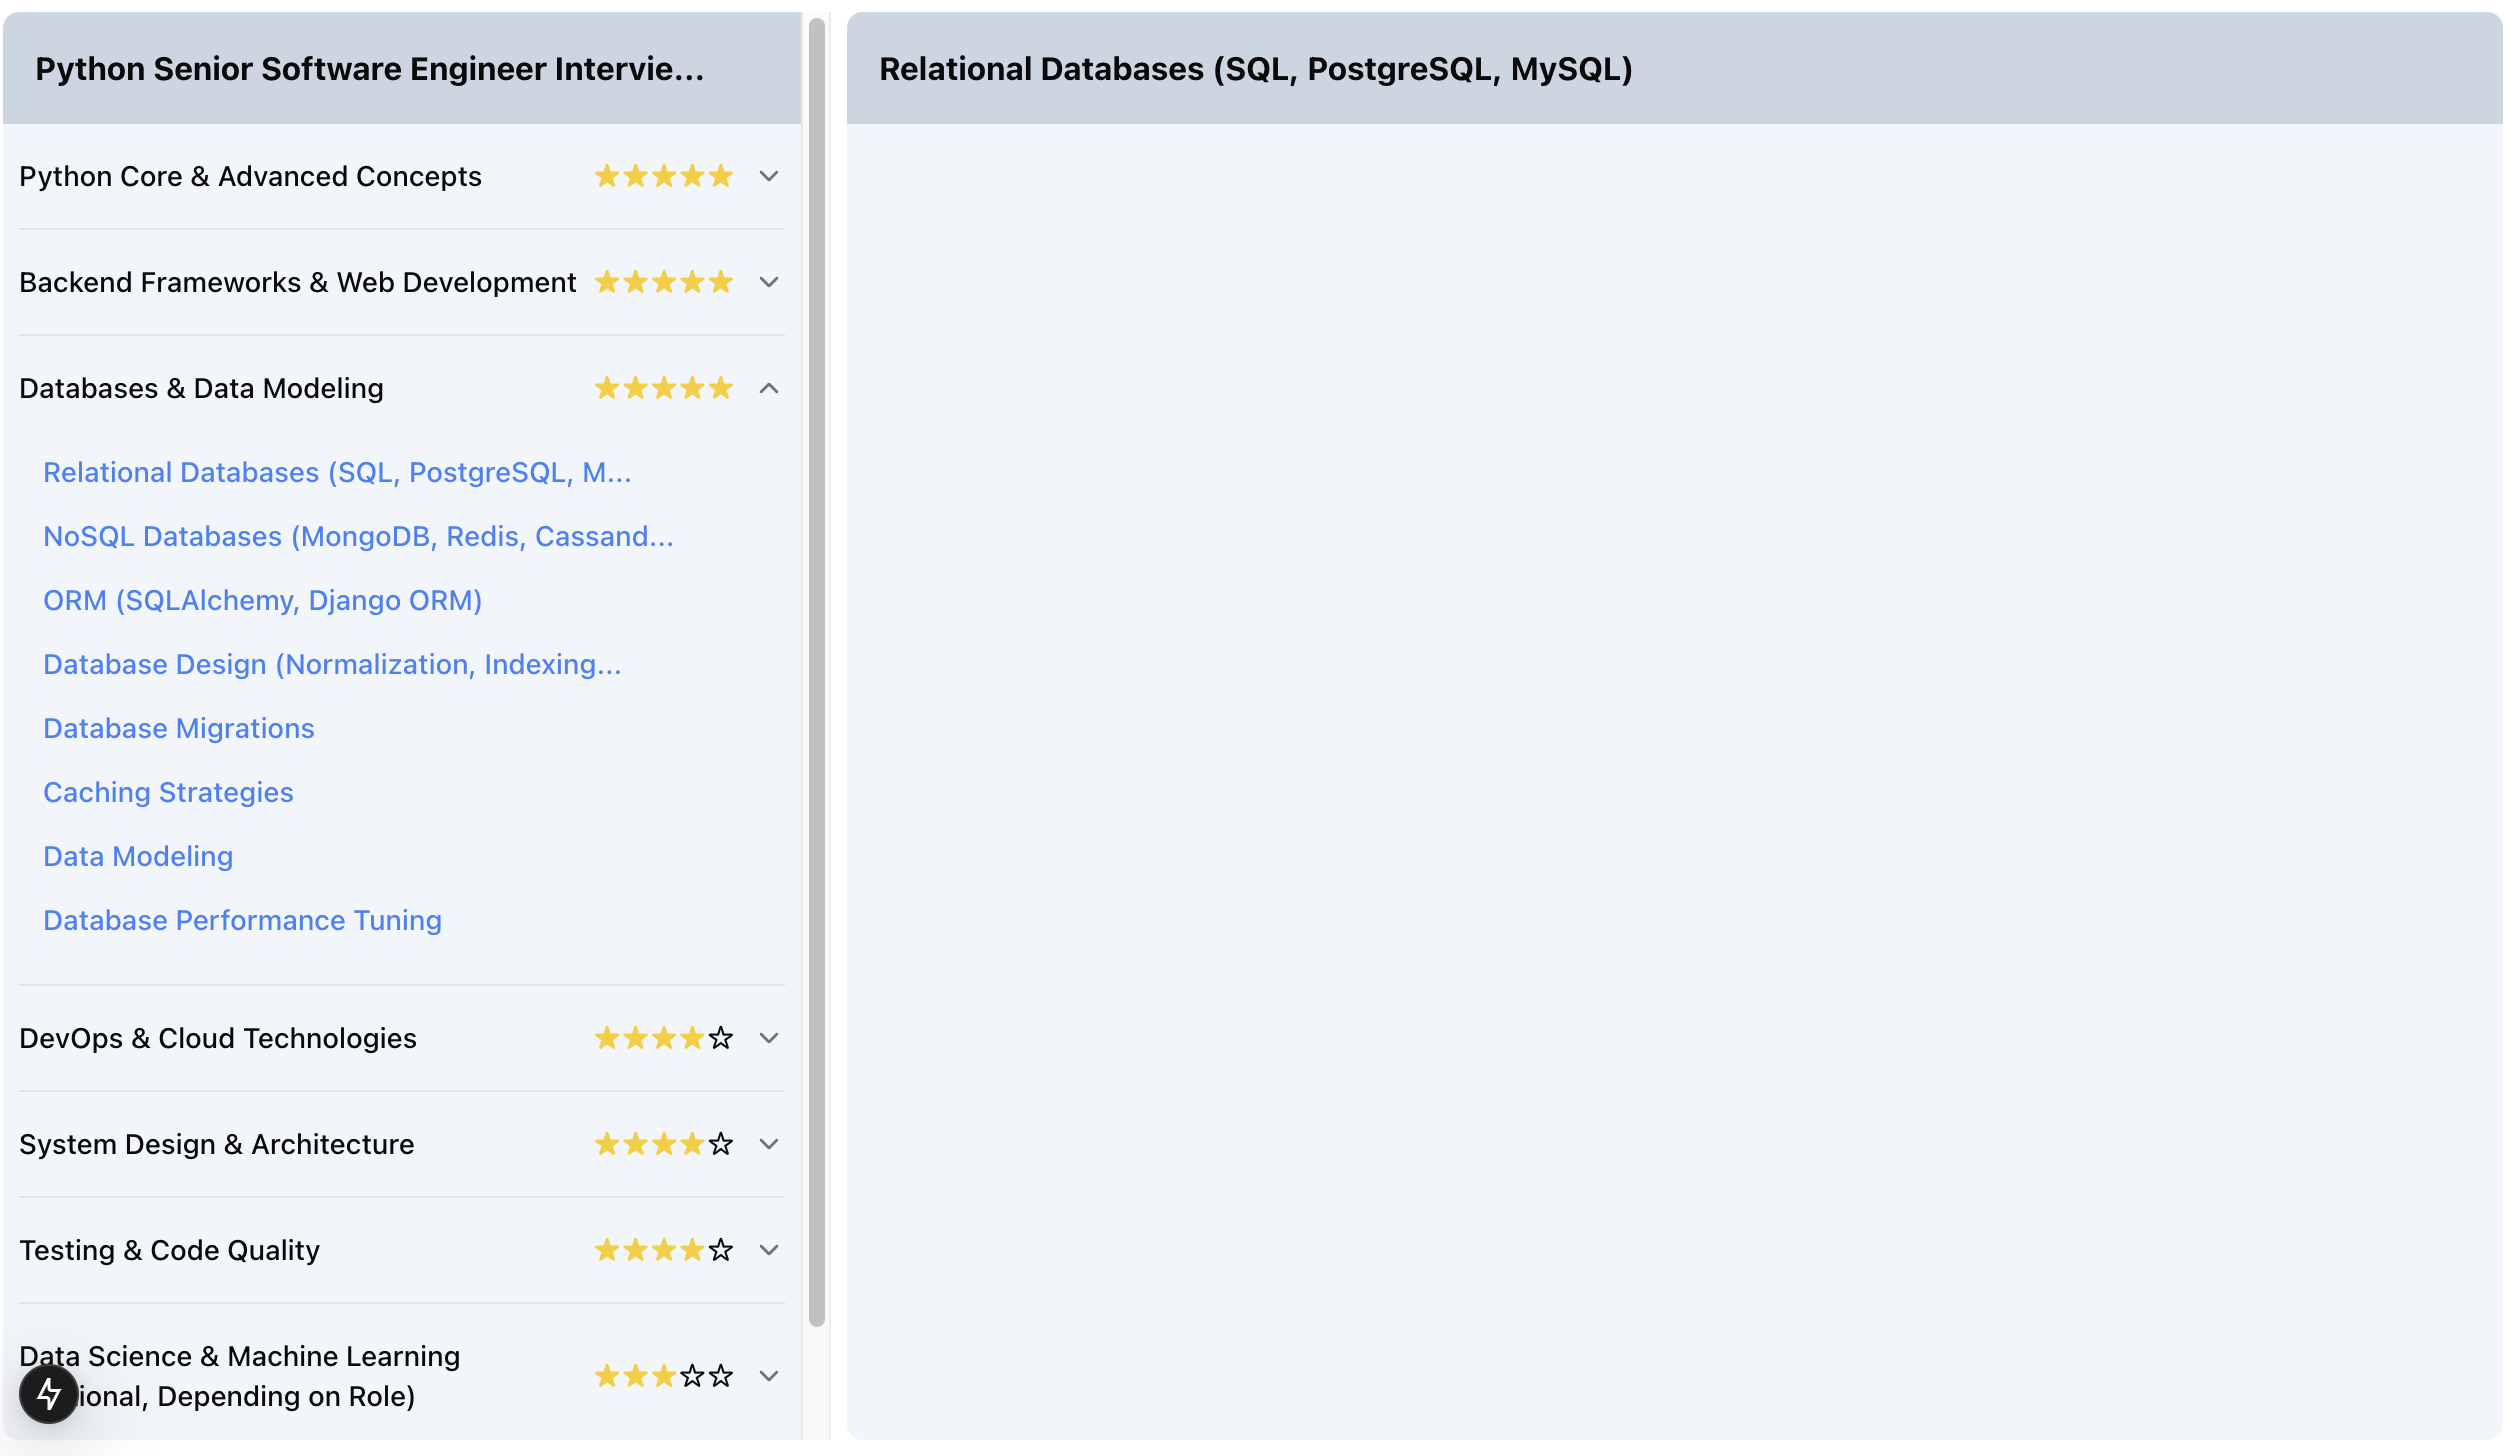 Python Senior Software Engineer Intervie...
Python Core & Advanced Concepts
Backend Frameworks & Web Development
Databases & Data Modeling
Relational Databases (SQL, PostgreSQL, M...
NoSQL Databases (MongoDB, Redis, Cassand...
ORM (SQLAlchemy, Django ORM)
Database Design (Normalization, Indexing...
Database Migrations
Caching Strategies
Data Modeling
Database Performance Tuning
DevOps & Cloud Technologies
System Design & Architecture
Testing & Code Quality
Data Science & Machine Learning
ional, Depending on Role)
Relational Databases (SQL, PostgreSQL, MySQL)